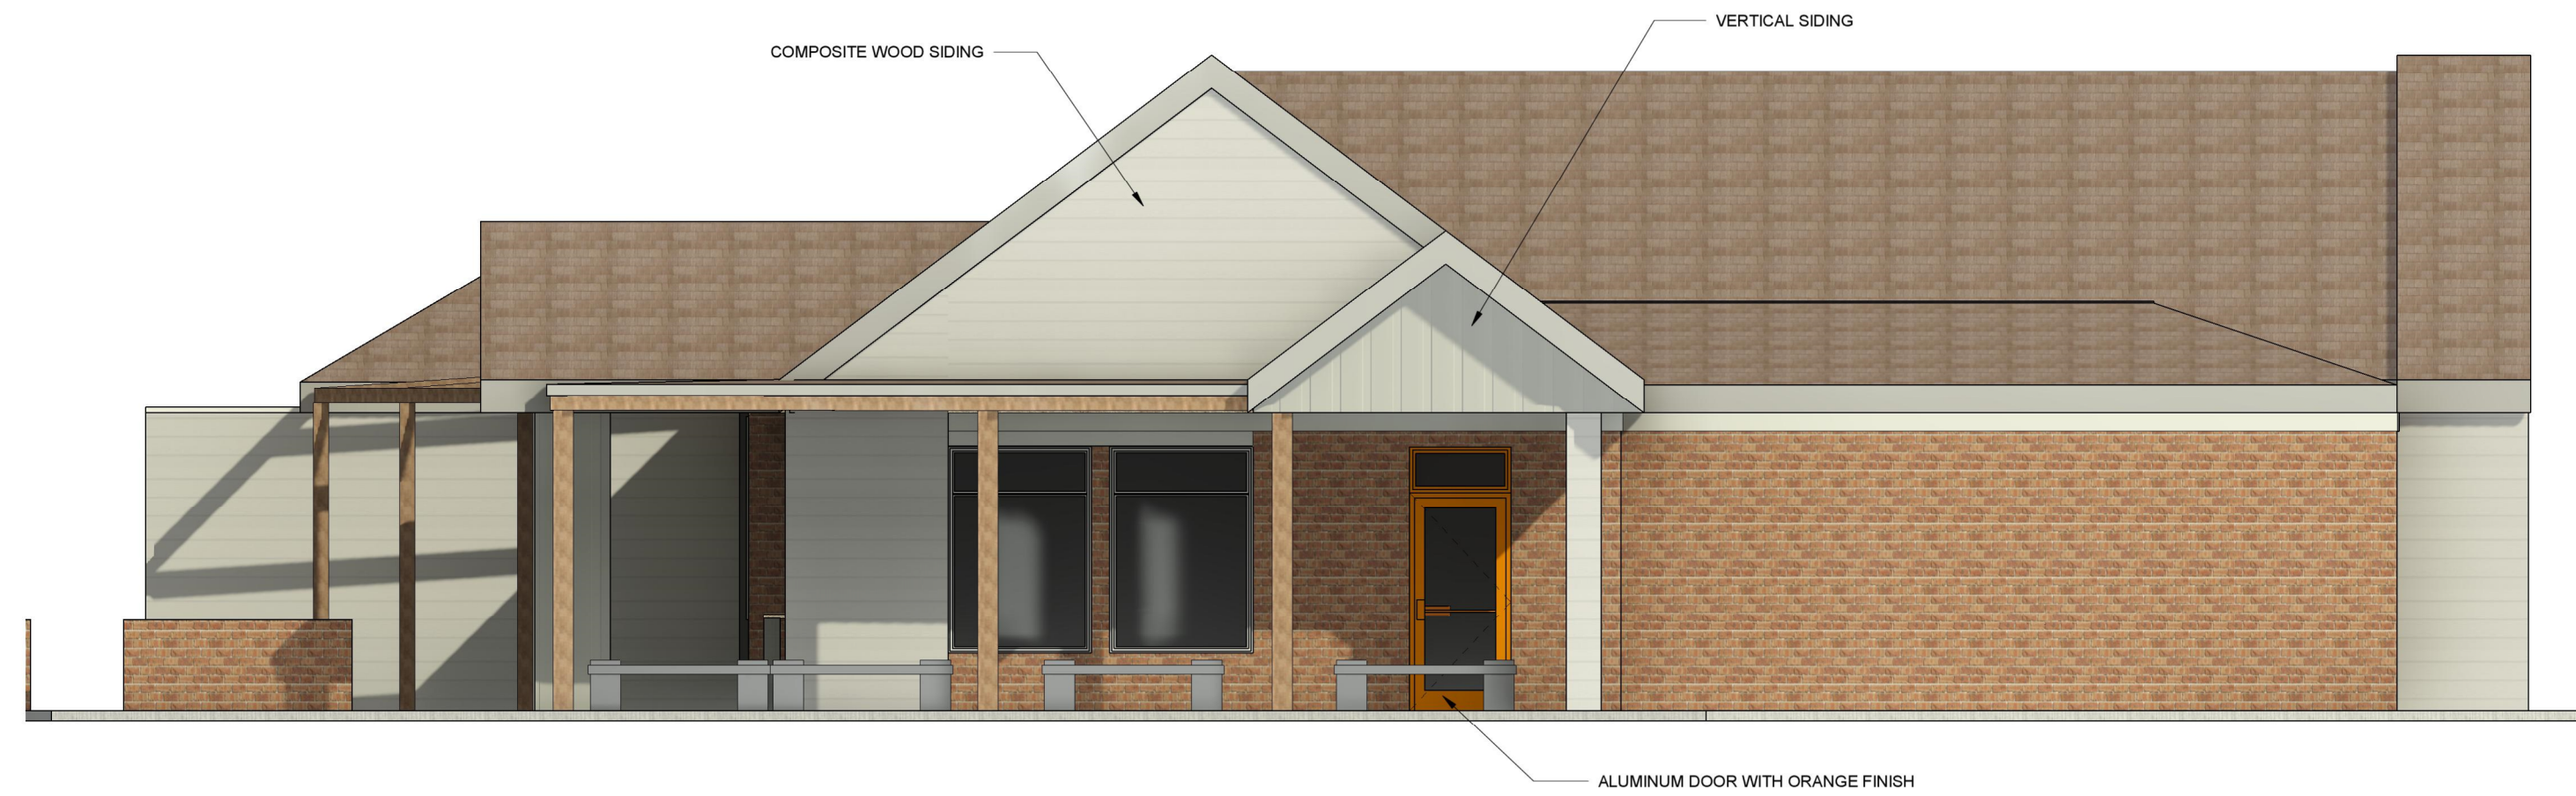 VERTICAL SIDING
COMPOSITE WOOD SIDING
ALUMINUM DOOR WITH ORANGE FINISH